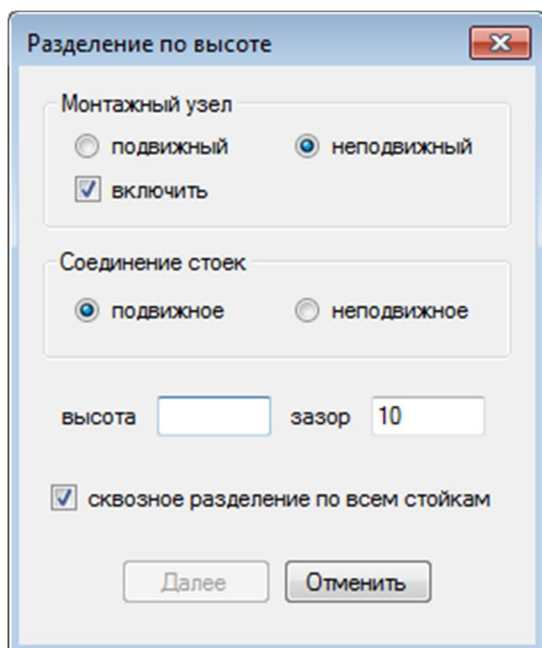 Разделение по высоте
Монтажный узел
подвижный неподвижный
включить
Соединение стоек
подвижное неподвижное
высота зазор 10
сквозное разделение по всем стойкам
Далее Отменить